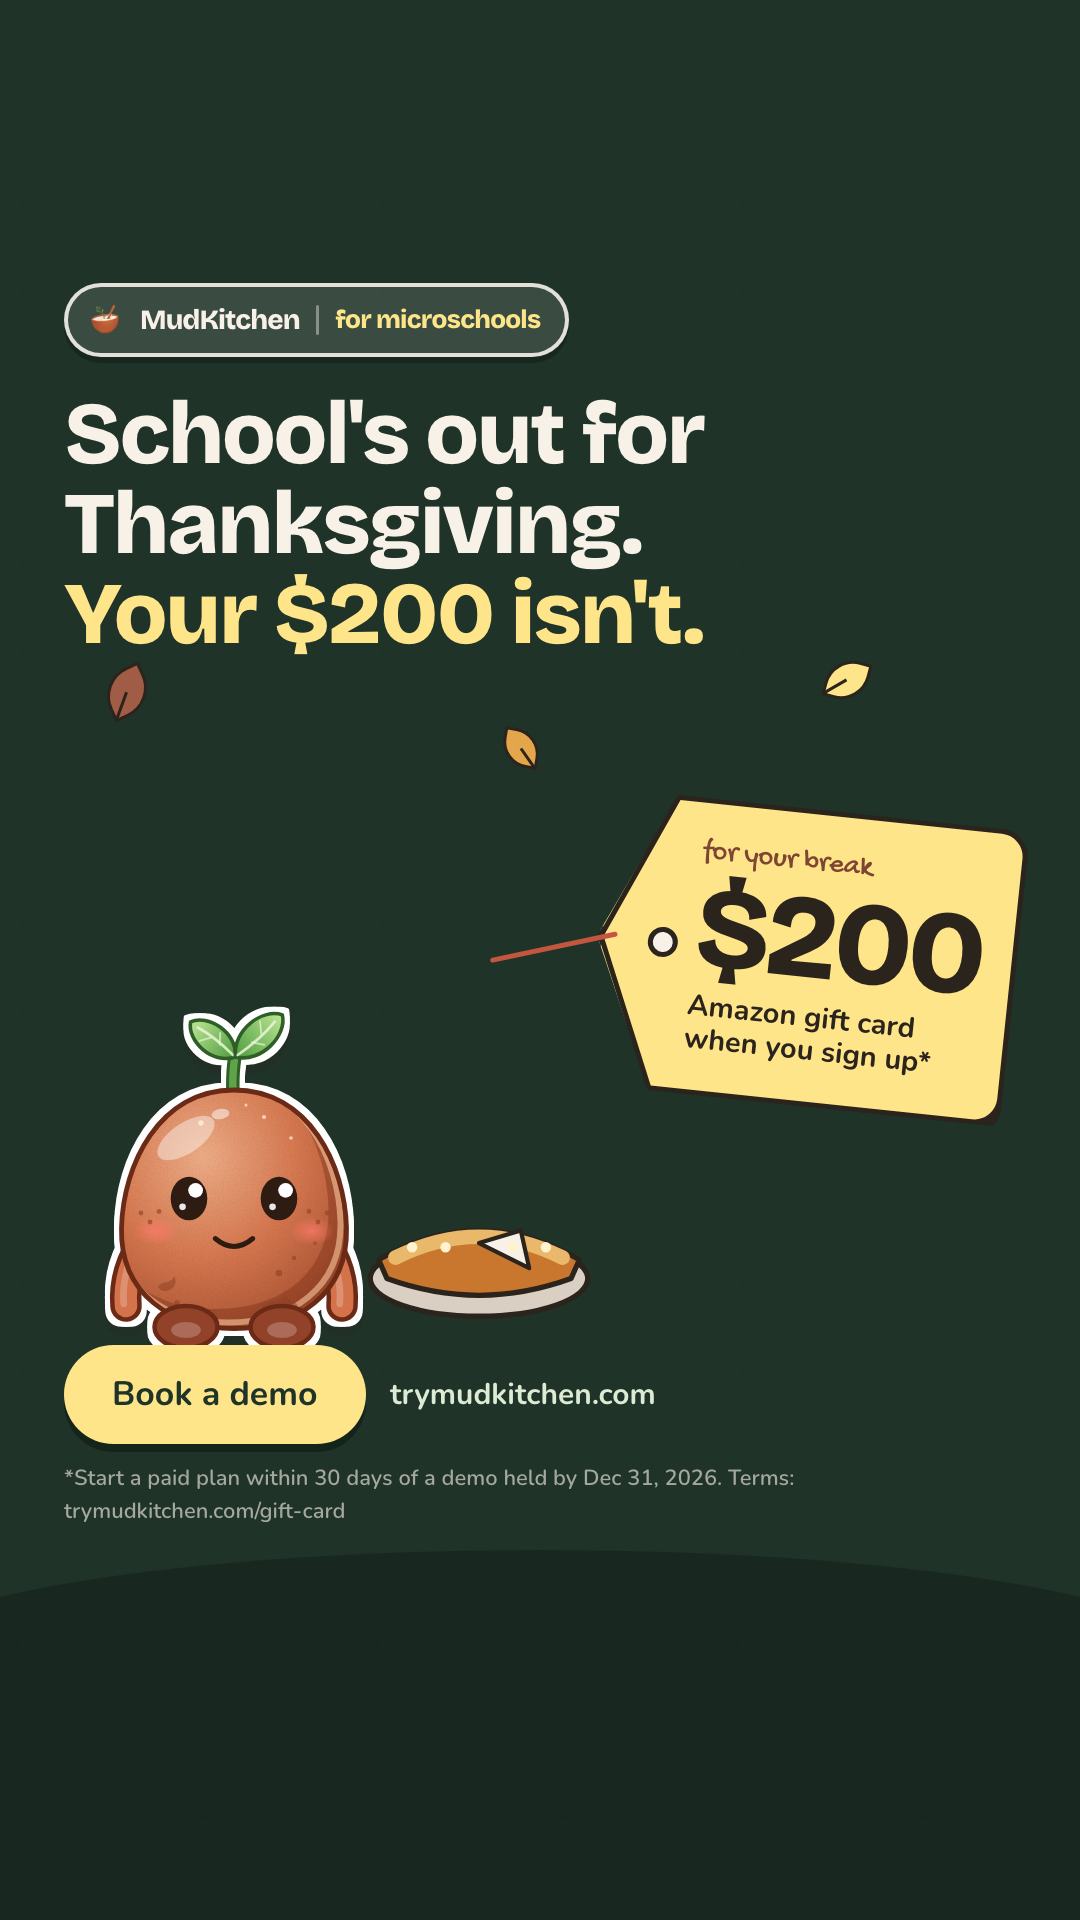 MudKitchen | for microschools
School's out for
Thanksgiving.
Your $200 isn't.
for your break
$200
Amazon gift card
when you sign up*
Book a demo
trymudkitchen.com
*Start a paid plan within 30 days of a demo held by Dec 31, 2026. Terms:
trymudkitchen.com/gift-card